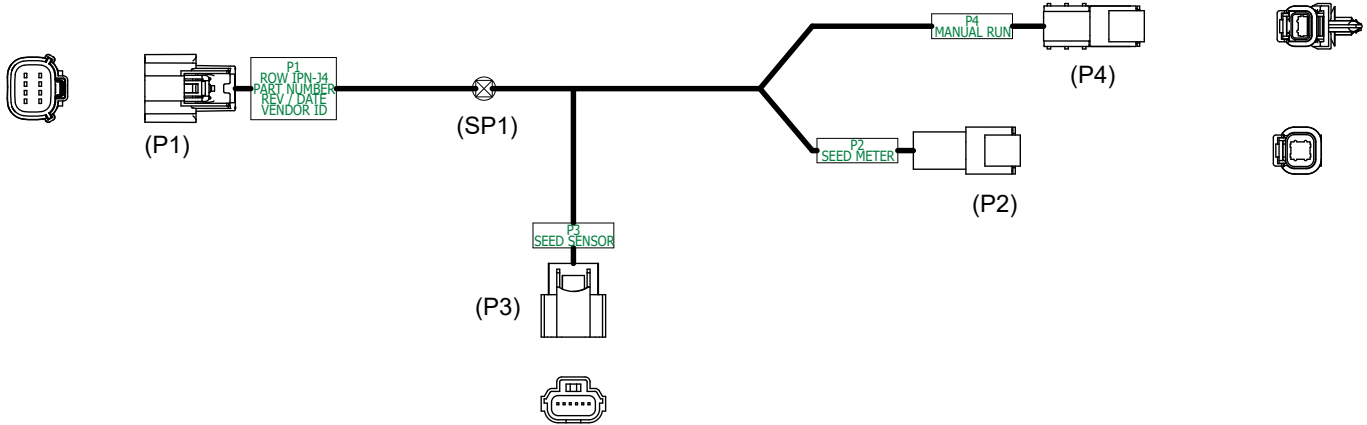 P4
MANUAL RUN
(P4)
P1
ROW IPN-J4
PART NUMBER
REV / DATE
VENDOR ID
(P1)
(SP1)
P2
SEED METER
(P2)
P3
SEED SENSOR
(P3)